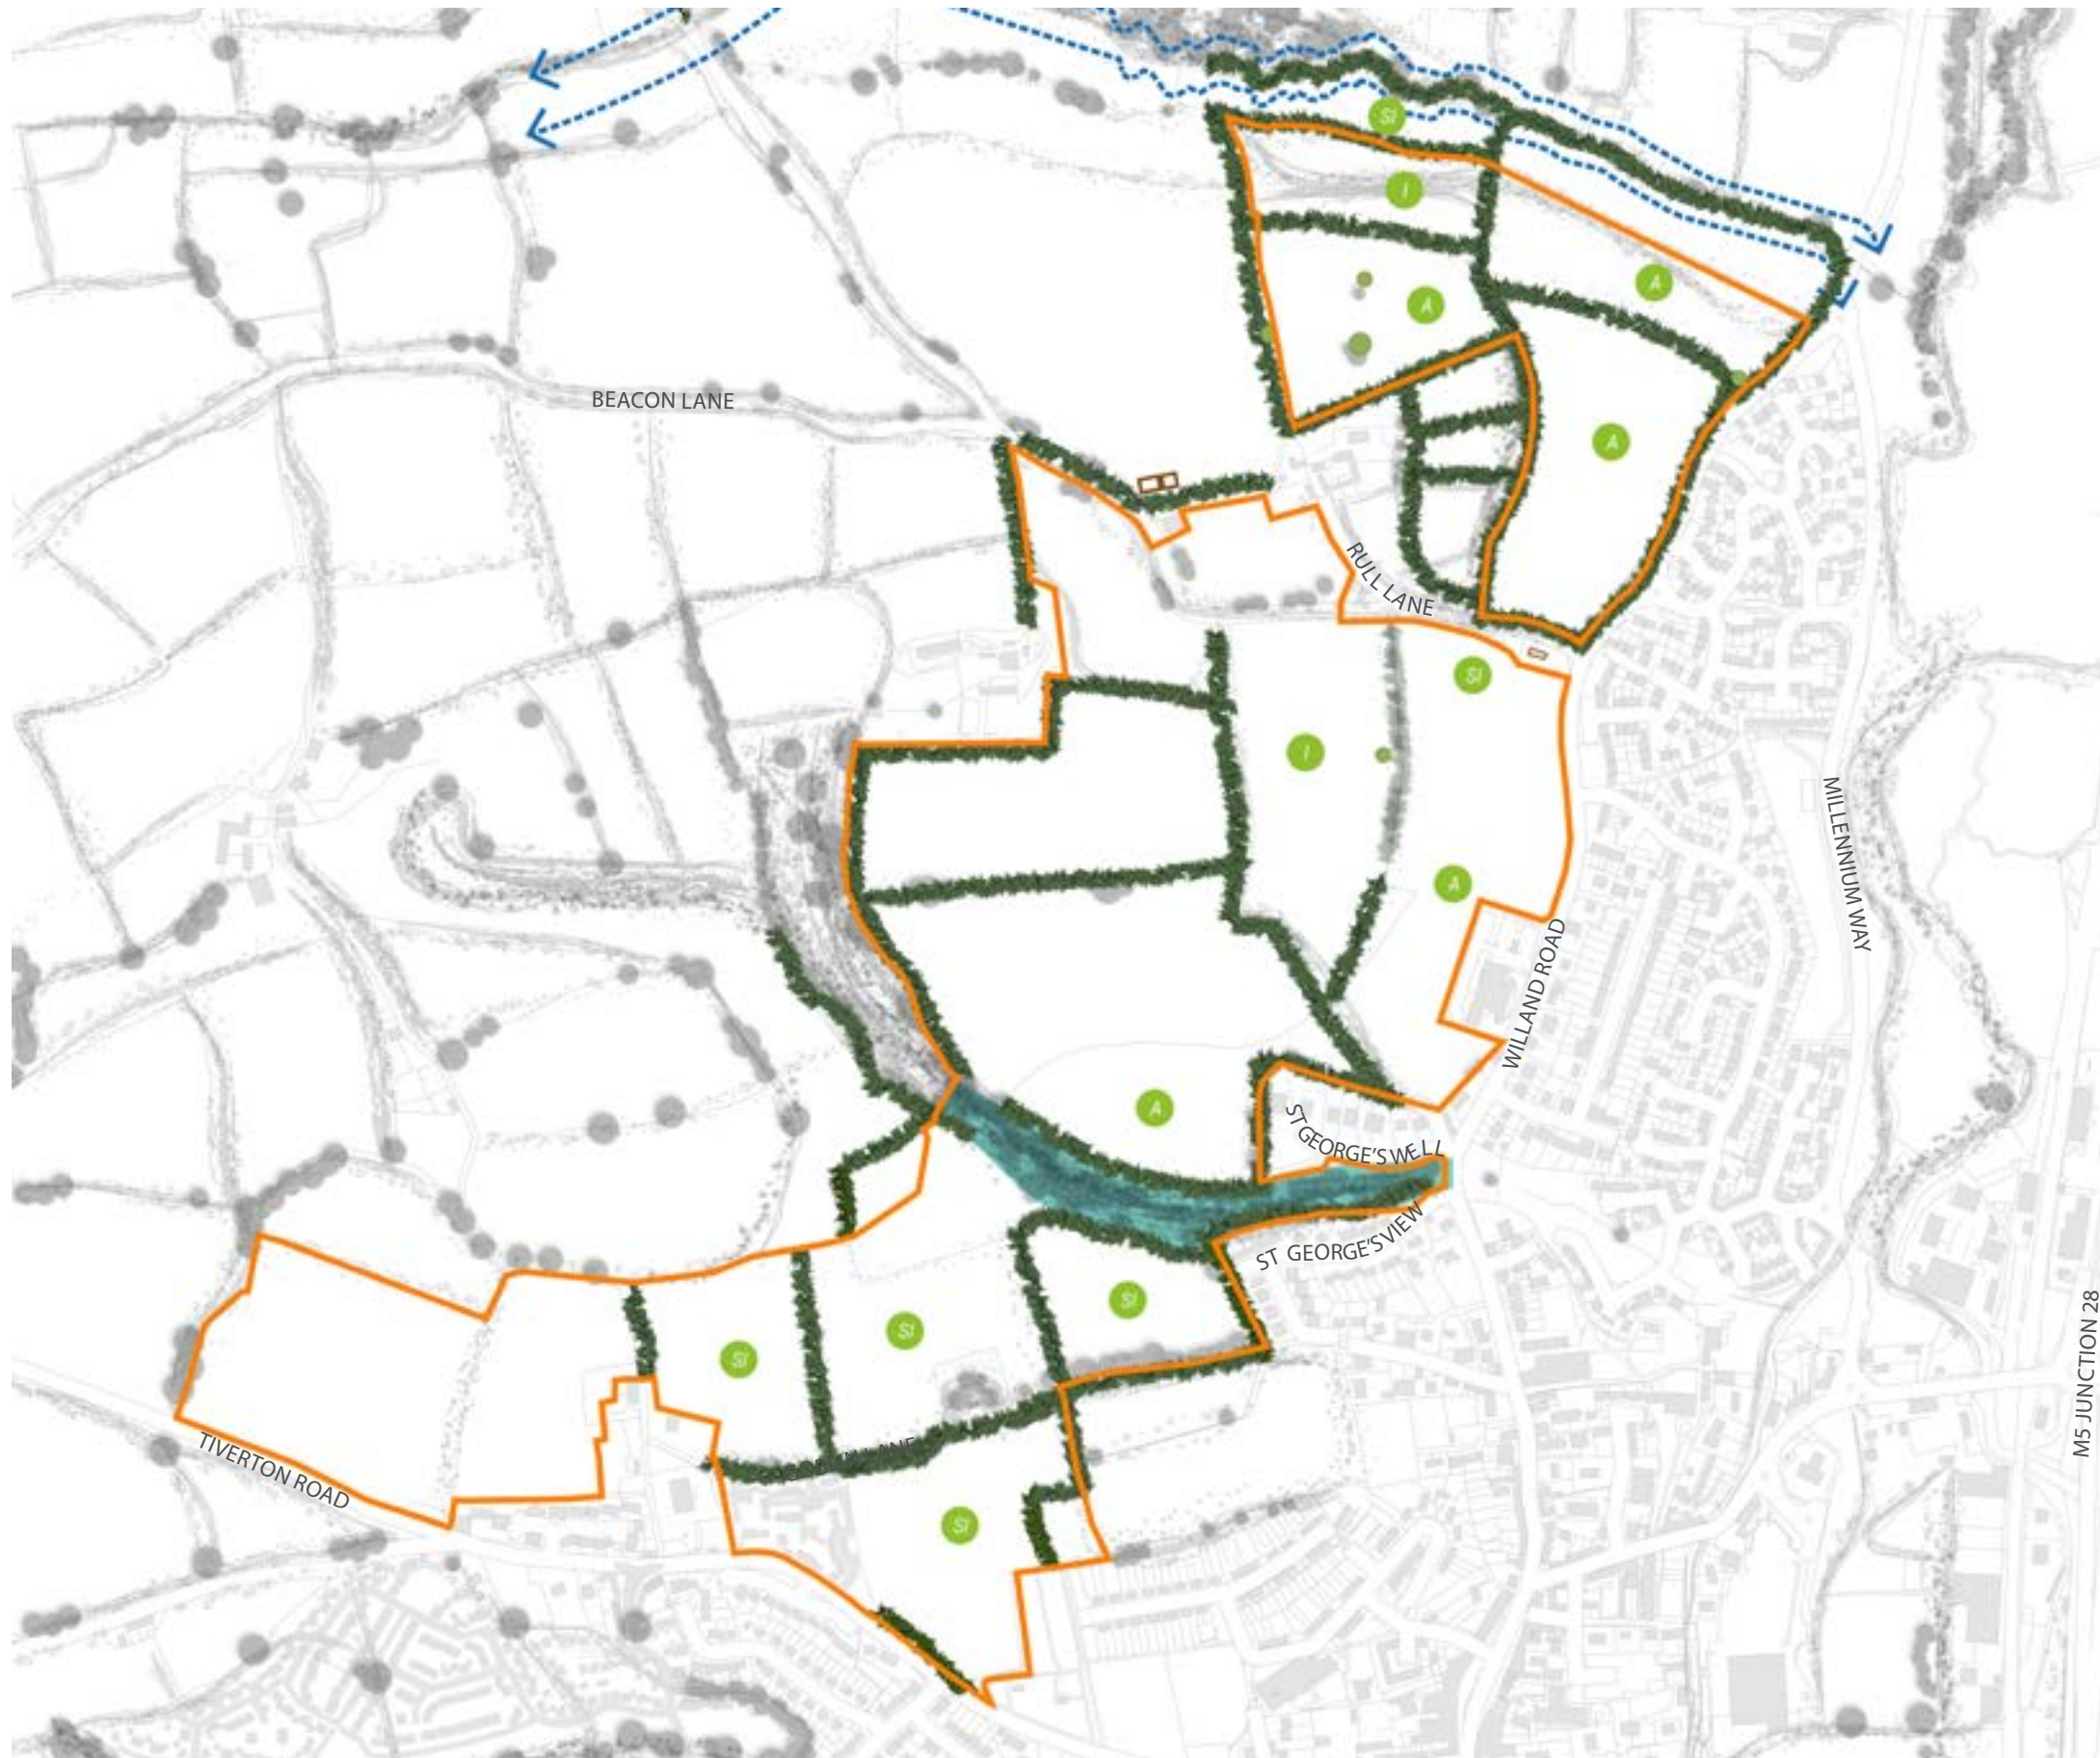 SI
I
A
A
BEACON LANE
A
RULL LANE
SI
I
MILLENNIUM WAY
A
WILLAND ROAD
A
ST GEORGE'S WELL
ST GEORGE'S VIEW
SI
SI
SI
M5 JUNCTION 28
TIVERTON ROAD
LANE
SI